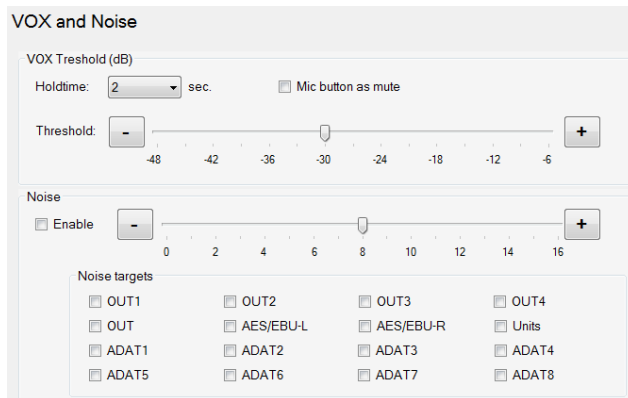 VOX and Noise
VOX Treshold (dB)
Holdtime: 2 sec. Mic button as mute
Threshold: - +
-48 -42 -36 -30 -24 -18 -12 -6
Noise
Enable - +
0 2 4 6 8 10 12 14 16
Noise targets
OUT1 OUT2 OUT3 OUT4
OUT AES/EBU-L AES/EBU-R Units
ADAT1 ADAT2 ADAT3 ADAT4
ADAT5 ADAT6 ADAT7 ADAT8